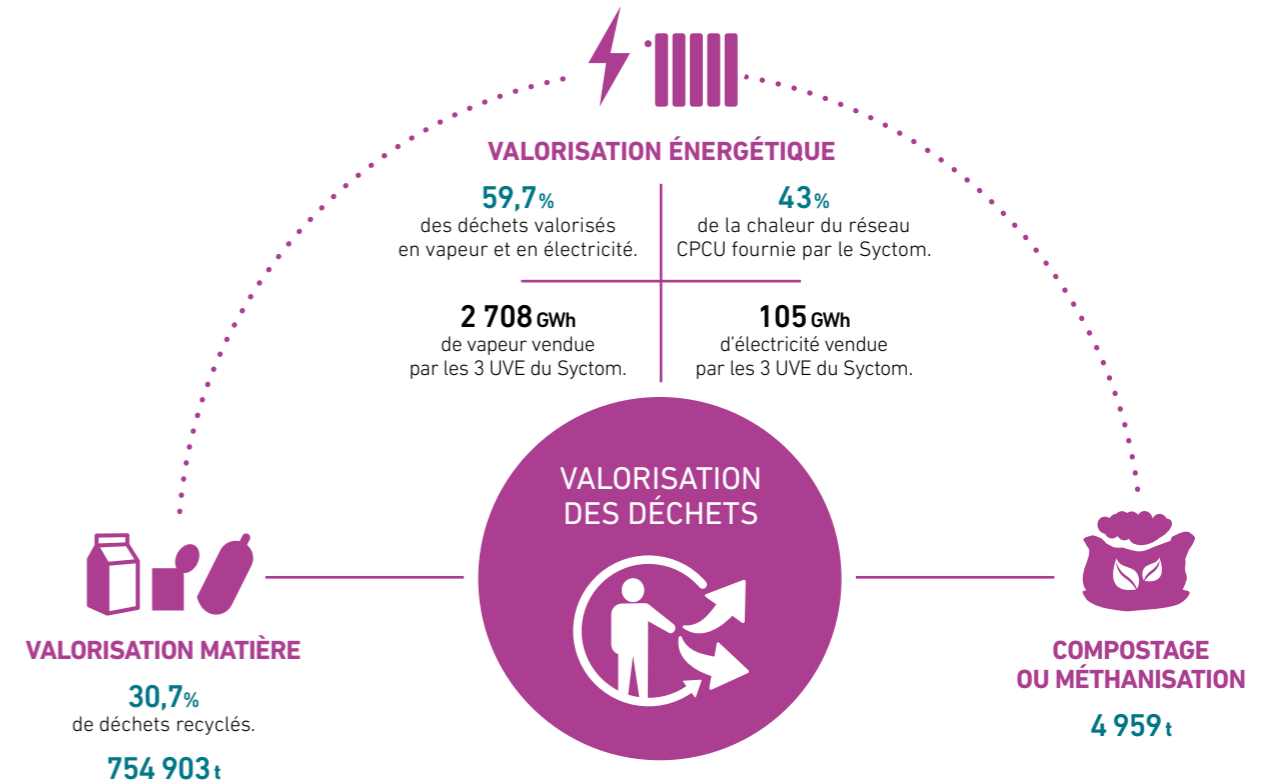 VALORISATION ÉNERGÉTIQUE
59,7%
des déchets valorisés
en vapeur et en électricité.
43%
de la chaleur du réseau
CPCU fournie par le Syctom.
2 708 GWh
de vapeur vendue
par les 3 UVE du Syctom.
105 GWh
d'électricité vendue
par les 3 UVE du Syctom.
VALORISATION
DES DÉCHETS
VALORISATION MATIÈRE
30,7%
de déchets recyclés.
754 903 t
COMPOSTAGE
OU MÉTHANISATION
4 959 t